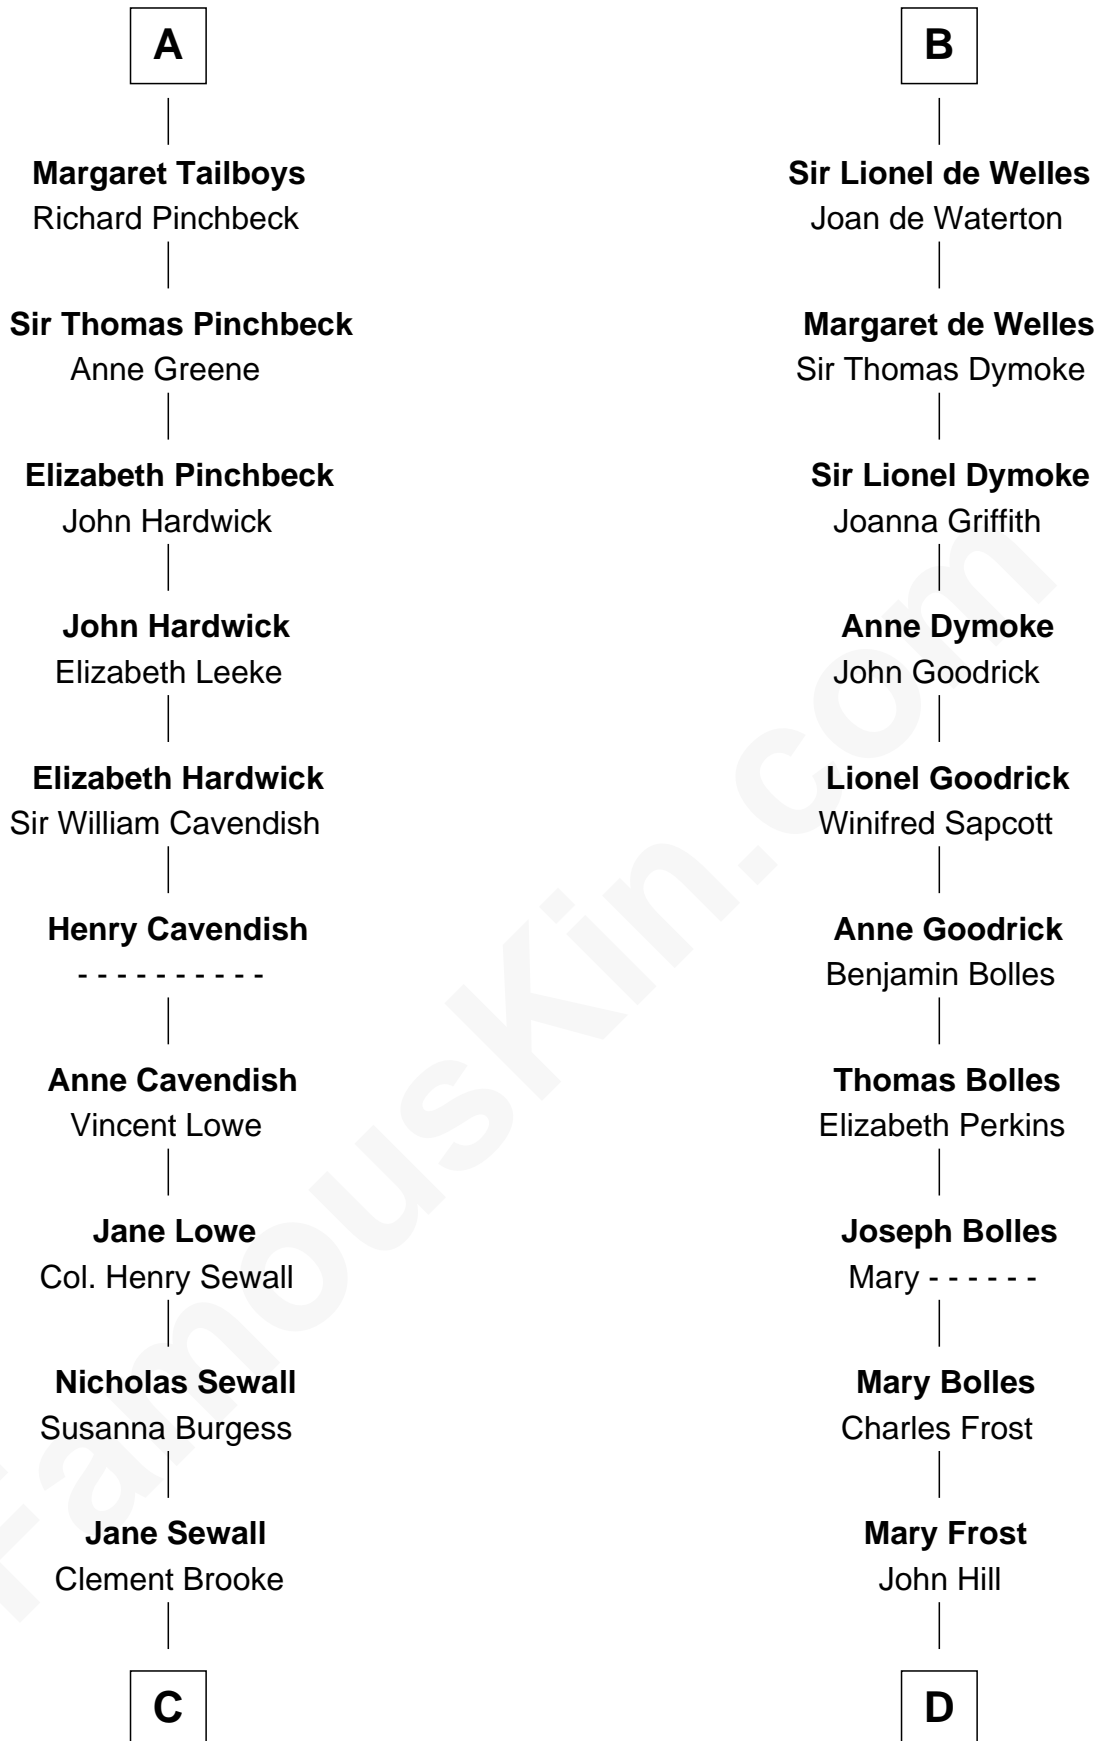 A
Margaret Tailboys
Richard Pinchbeck
Sir Thomas Pinchbeck
Anne Greene
Elizabeth Pinchbeck
John Hardwick
John Hardwick
Elizabeth Leeke
Elizabeth Hardwick
Sir William Cavendish
Henry Cavendish
- - - - - - - - - -
Anne Cavendish
Vincent Lowe
Jane Lowe
Col. Henry Sewall
Nicholas Sewall
Susanna Burgess
Jane Sewall
Clement Brooke
C
B
Sir Lionel de Welles
Joan de Waterton
Margaret de Welles
Sir Thomas Dymoke
Sir Lionel Dymoke
Joanna Griffith
Anne Dymoke
John Goodrick
Lionel Goodrick
Winifred Sapcott
Anne Goodrick
Benjamin Bolles
Thomas Bolles
Elizabeth Perkins
Joseph Bolles
Mary - - - - - -
Mary Bolles
Charles Frost
Mary Frost
John Hill
D
FamousKin.com